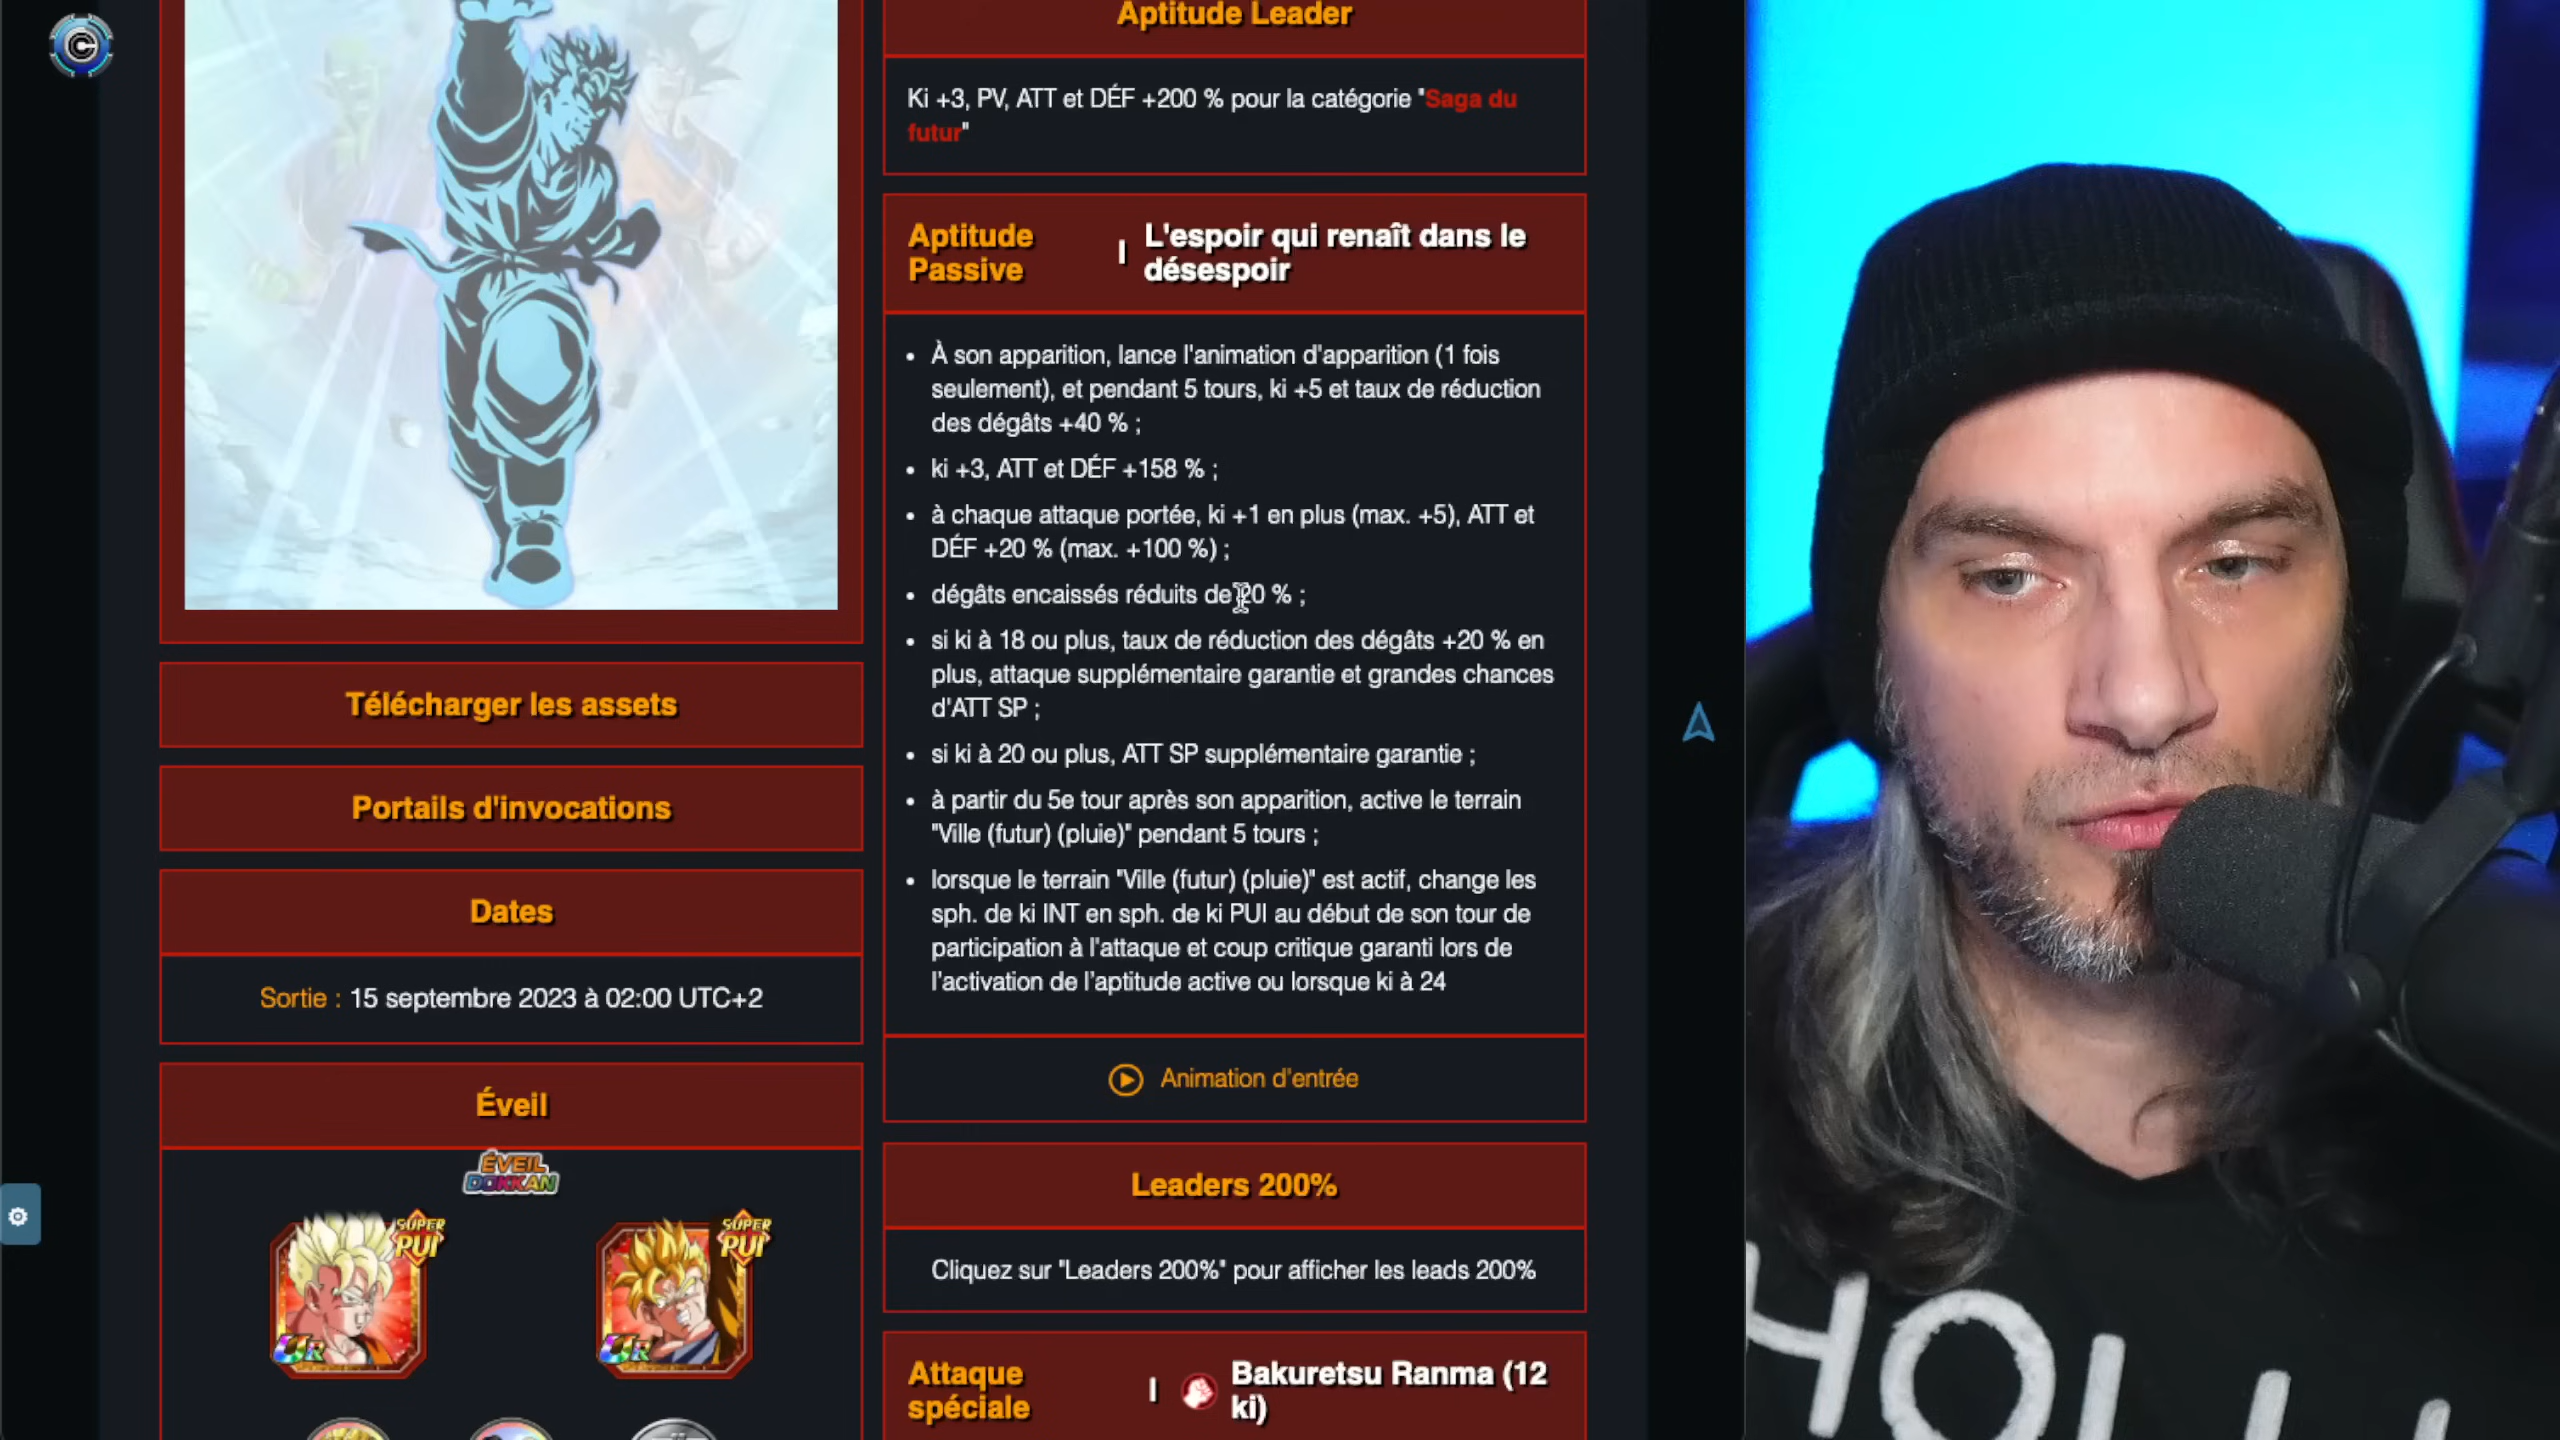 Aptitude Leader
Ki +3, PV, ATT et DÉF +200 % pour la catégorie "Saga du
futur"
Aptitude
Passive
L'espoir qui renaît dans le
désespoir
• À son apparition, lance l'animation d'apparition (1 fois
seulement), et pendant 5 tours, ki +5 et taux de réduction
des dégâts +40 % ;
• ki +3, ATT et DÉF +158 % ;
• à chaque attaque portée, ki +1 en plus (max. +5), ATT et
DÉF +20 % (max. +100 %) ;
• dégâts encaissés réduits de 20 % ;
• si ki à 18 ou plus, taux de réduction des dégâts +20 % en
plus, attaque supplémentaire garantie et grandes chances
d'ATT SP ;
• si ki à 20 ou plus, ATT SP supplémentaire garantie ;
• à partir du 5e tour après son apparition, active le terrain
"Ville (futur) (pluie)" pendant 5 tours ;
• lorsque le terrain "Ville (futur) (pluie)" est actif, change les
sph. de ki INT en sph. de ki PUI au début de son tour de
participation à l'attaque et coup critique garanti lors de
l'activation de l'aptitude active ou lorsque ki à 24
Animation d'entrée
Leaders 200%
Cliquez sur "Leaders 200%" pour afficher les leads 200%
Attaque
spéciale
Bakuretsu Ranma (12
ki)
Télécharger les assets
Portails d'invocations
Dates
Sortie : 15 septembre 2023 à 02:00 UTC+2
Éveil
ÉVEIL
DOKKAN
SUPER
PUI
UR
SUPER
PUI
UR